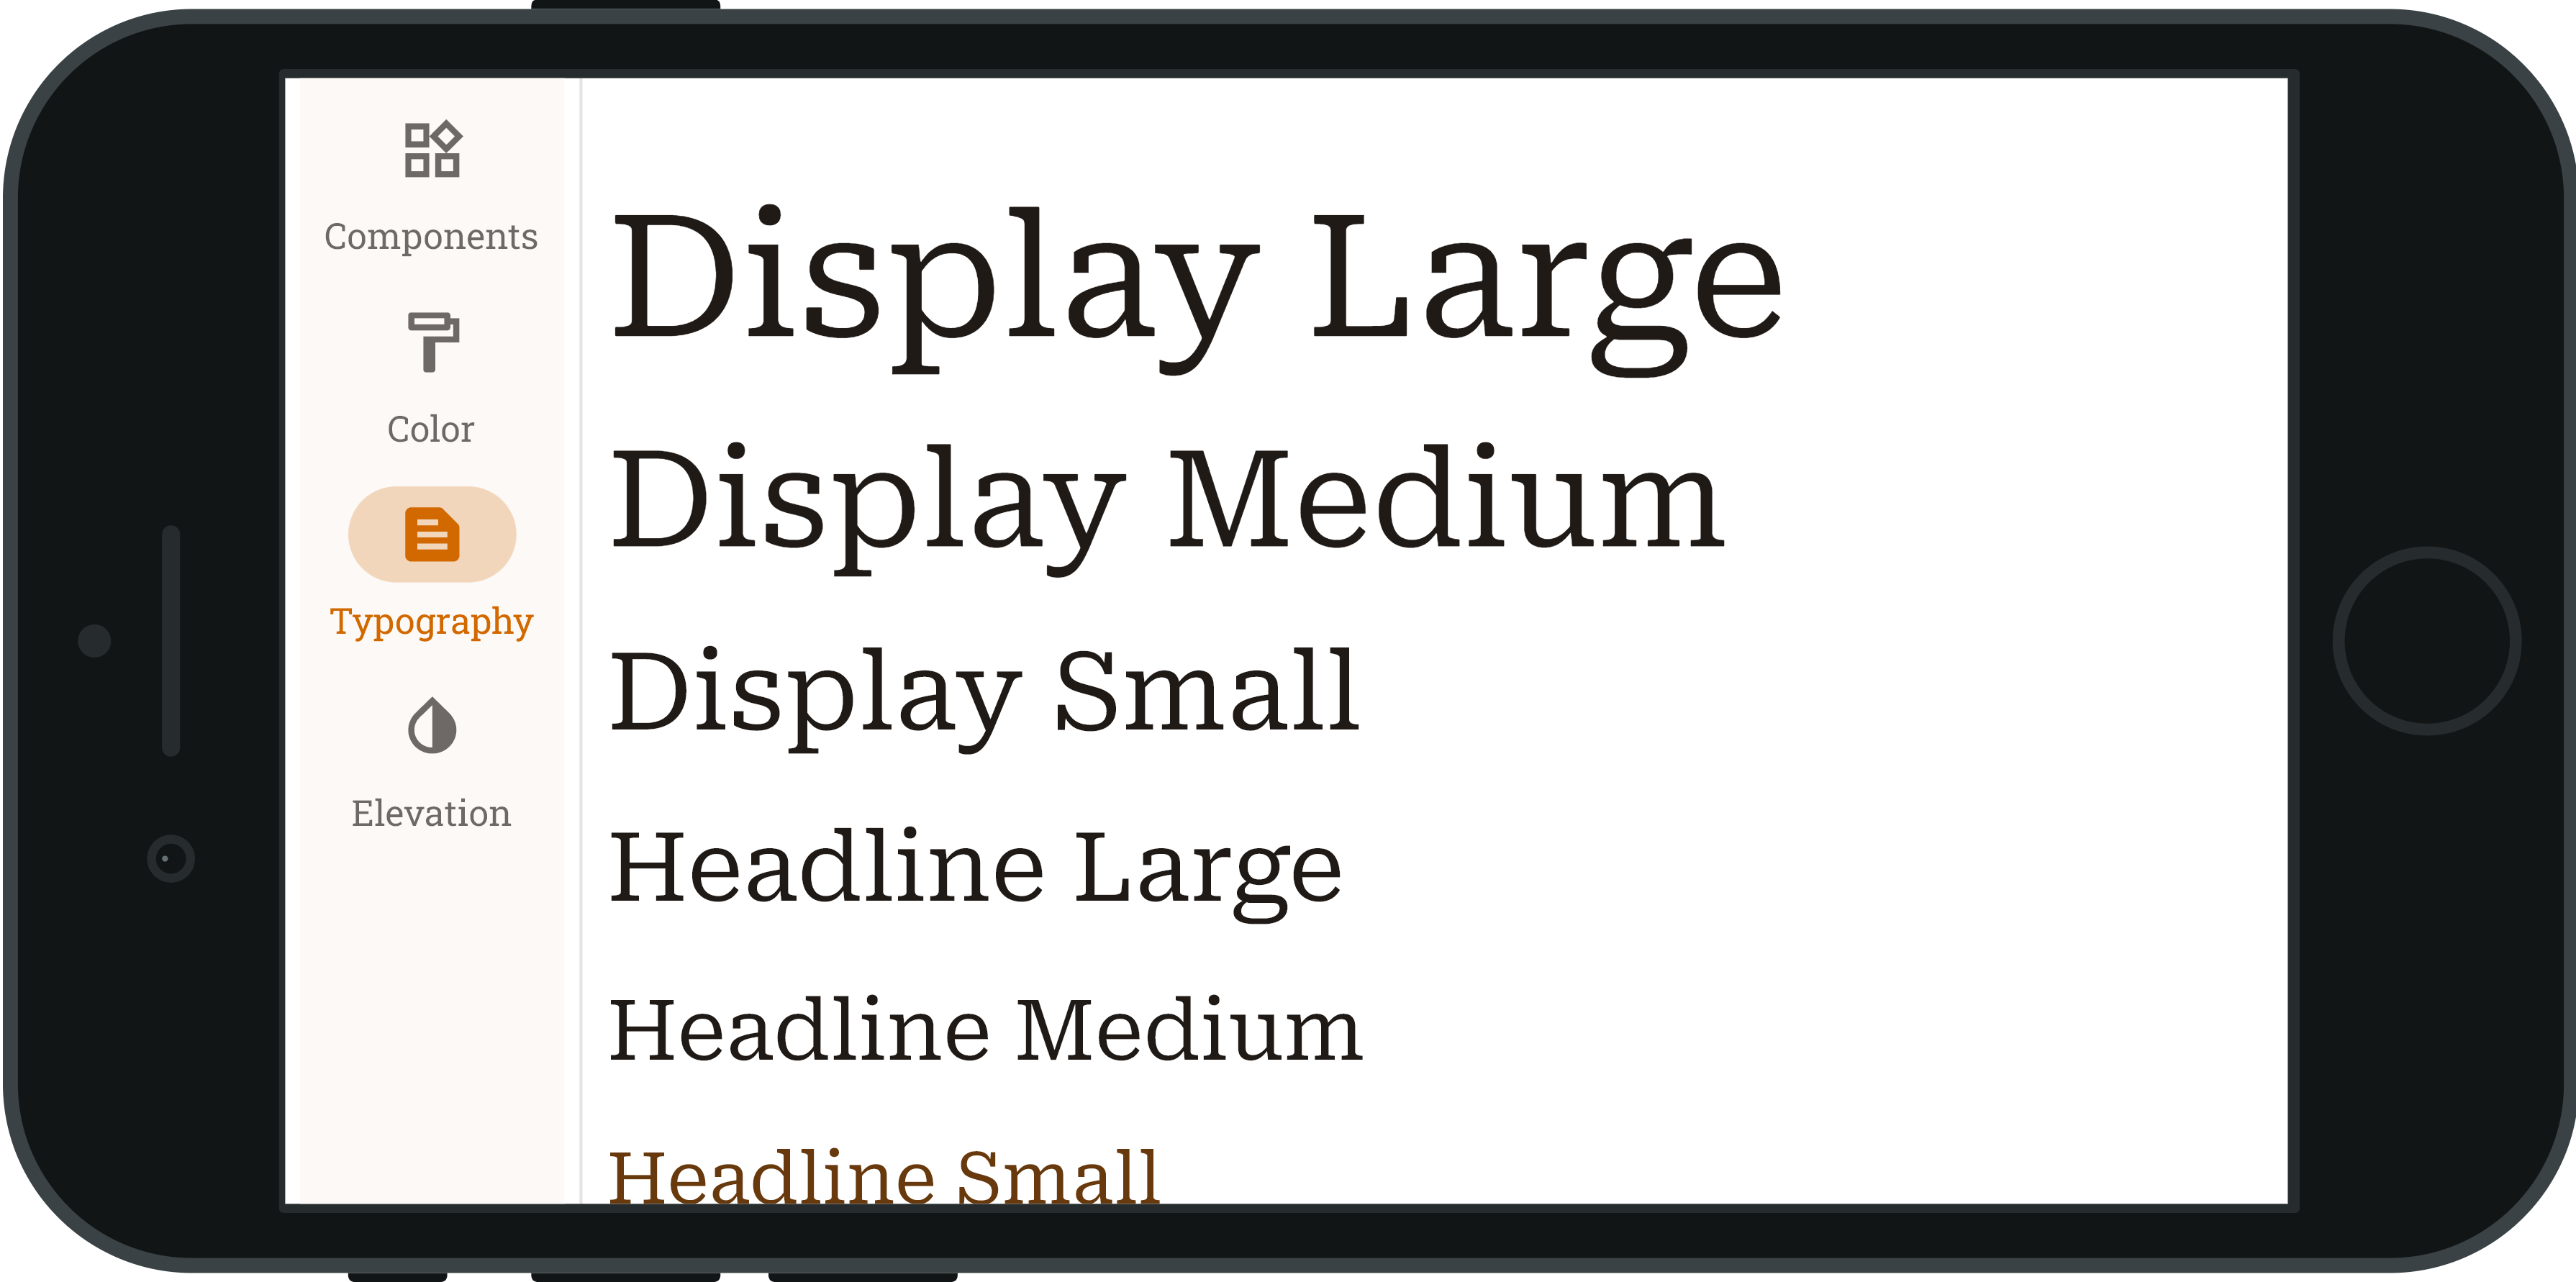 Components
Color
Typography
Elevation
Display Large
Display Medium
Display Small
Headline Large
Headline Medium
Headline Small